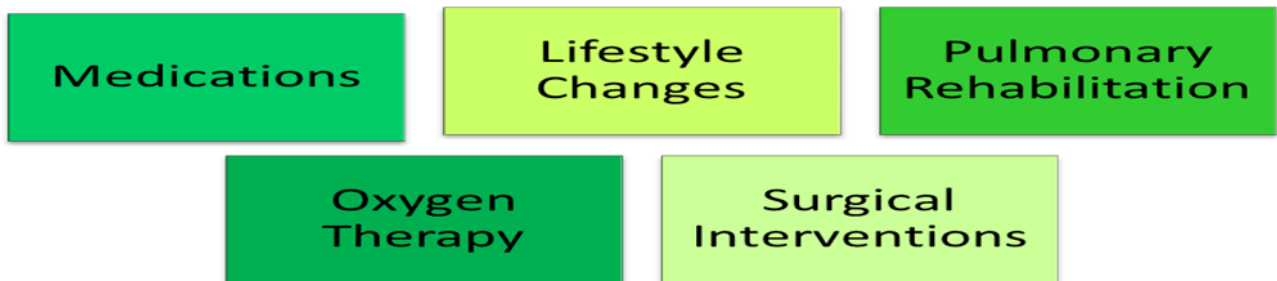 Medications
Lifestyle
Changes
Pulmonary
Rehabilitation
Oxygen
Therapy
Surgical
Interventions